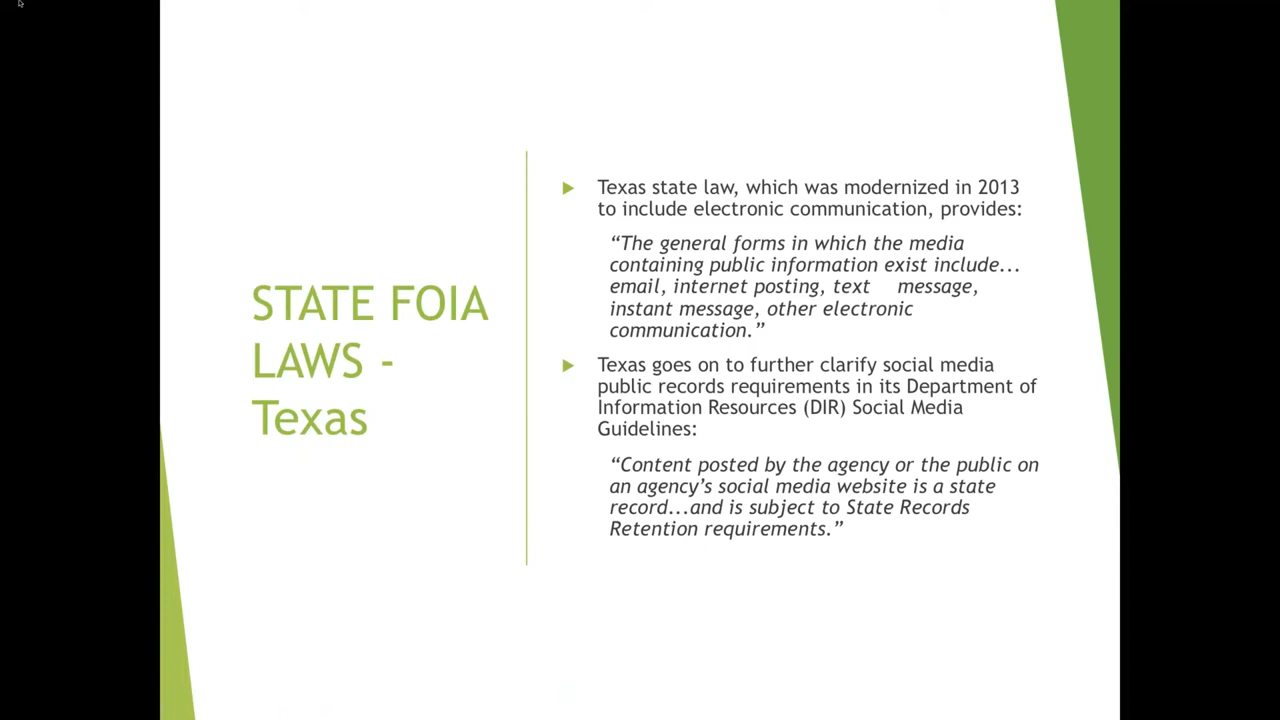 STATE FOIA
LAWS -
Texas
Texas state law, which was modernized in 2013
to include electronic communication, provides:
“The general forms in which the media
containing public information exist include...
email, internet posting, text message,
instant message, other electronic
communication.”
Texas goes on to further clarify social media
public records requirements in its Department of
Information Resources (DIR) Social Media
Guidelines:
“Content posted by the agency or the public on
an agency’s social media website is a state
record...and is subject to State Records
Retention requirements.”